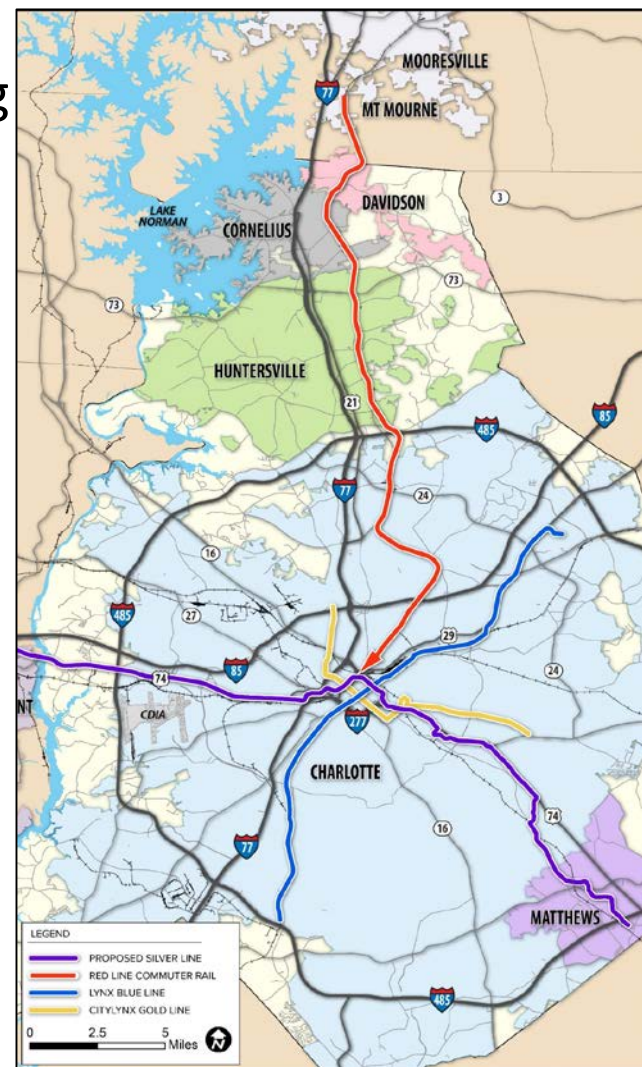 g
MOORESVILLE
77
MT MOURNE
DAVIDSON
3
LAKE
NORMAN
CORNELIUS
73
73
HUNTERSVILLE
21
85
485
77
24
16
27
485
29
85
24
74
NT
CDIA
277
CHARLOTTE
74
77
16
MATTHEWS
LEGEND
PROPOSED SILVER LINE
RED LINE COMMUTER RAIL
LYNX BLUE LINE
CITYLYNX GOLD LINE
485
0 2.5 5
Miles
N